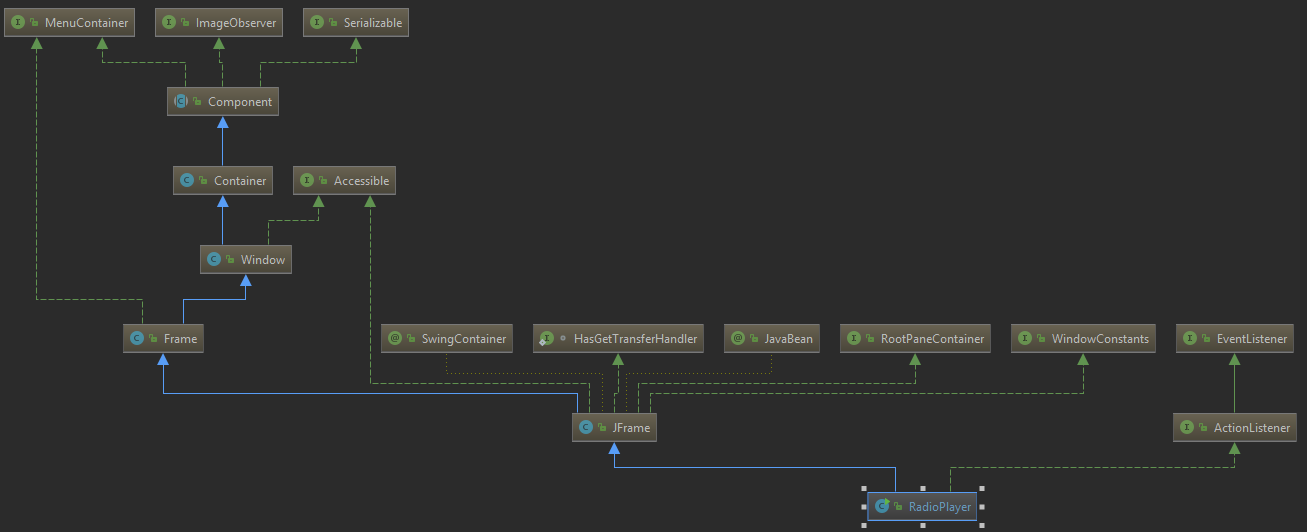 MenuContainer
ImageObserver
Serializable
Component
Container
Accessible
Window
Frame
SwingContainer
HasGetTransferHandler
JavaBean
RootPaneContainer
WindowConstants
EventListener
JFrame
ActionListener
RadioPlayer